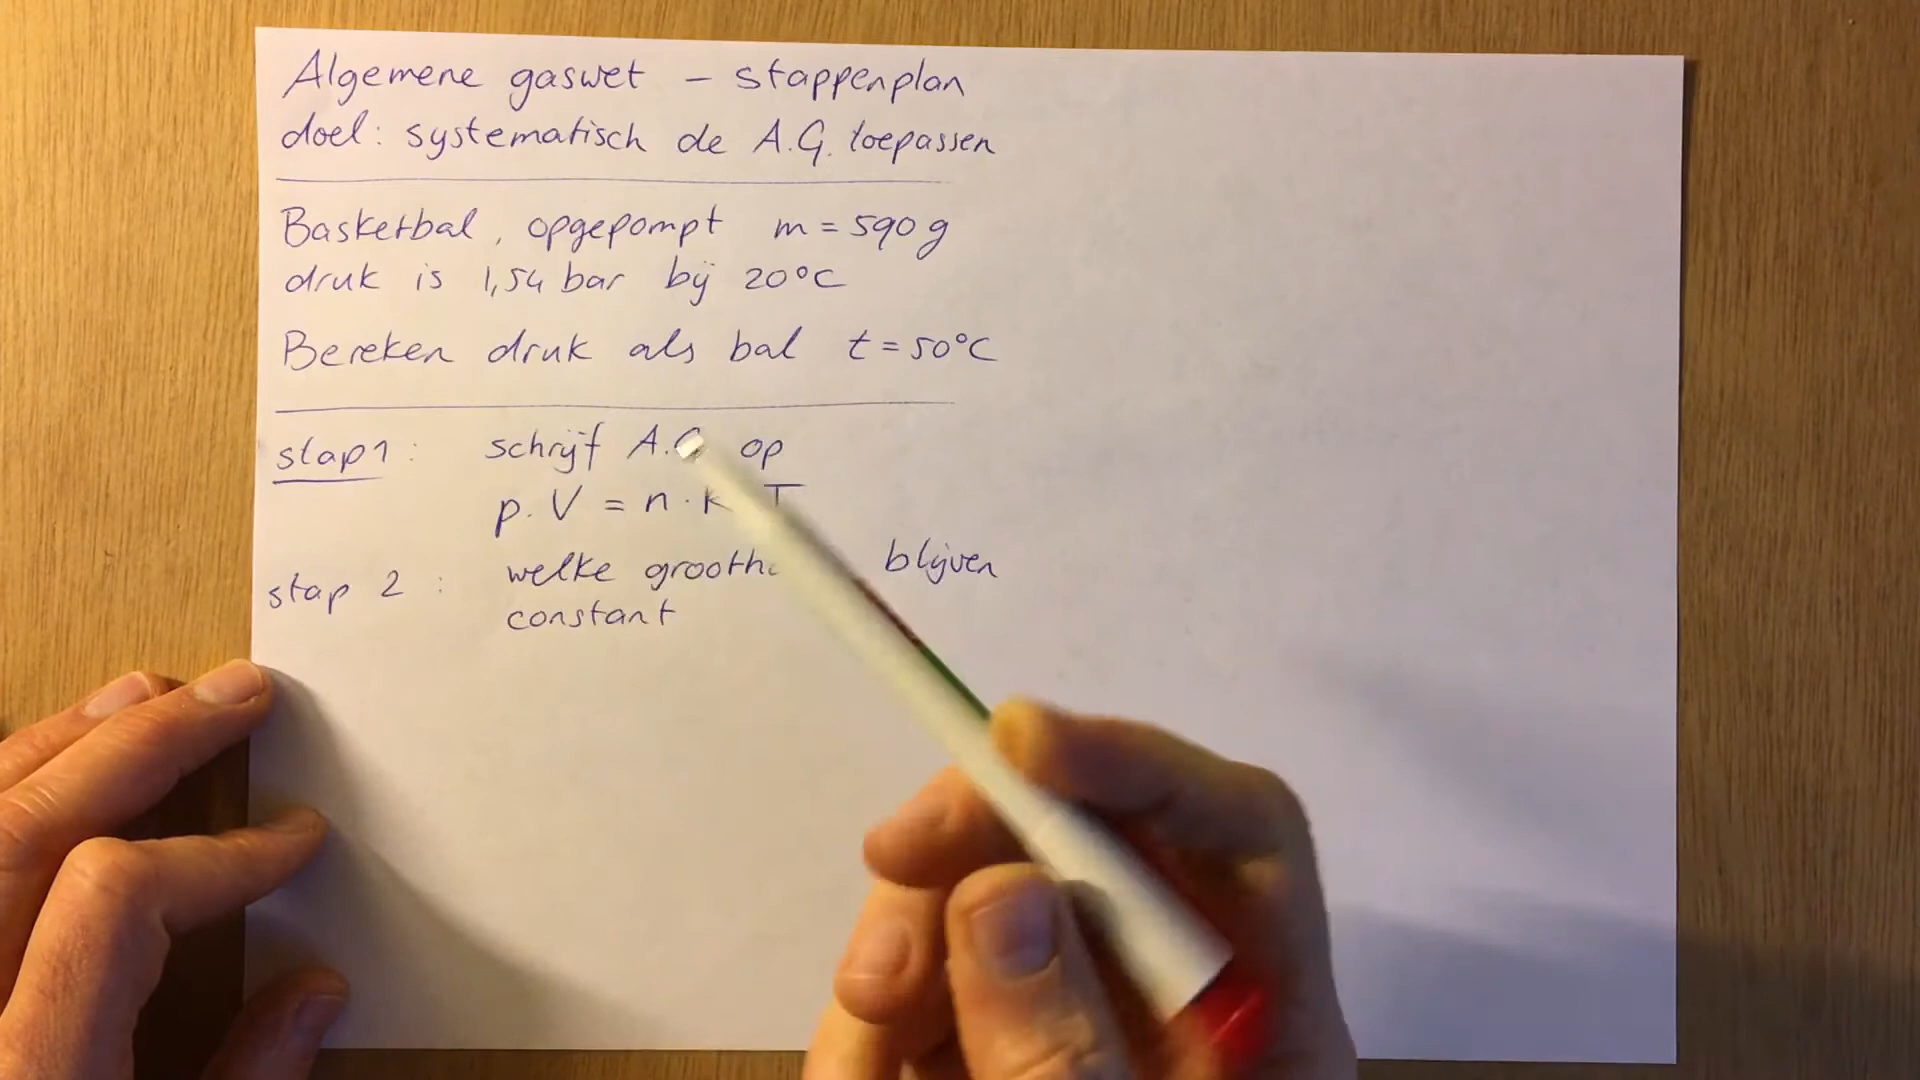 Algemene gaswet - stappenplan
doel: systematisch de A.G. toepassen
Basketbal, opgepompt m = 590 g
druk is 1,54 bar bij 20°C
Bereken druk als bal t = 50°C
stap 1: schrijf A.G op
p. V = n · k T
stap 2: welke blijven
constant